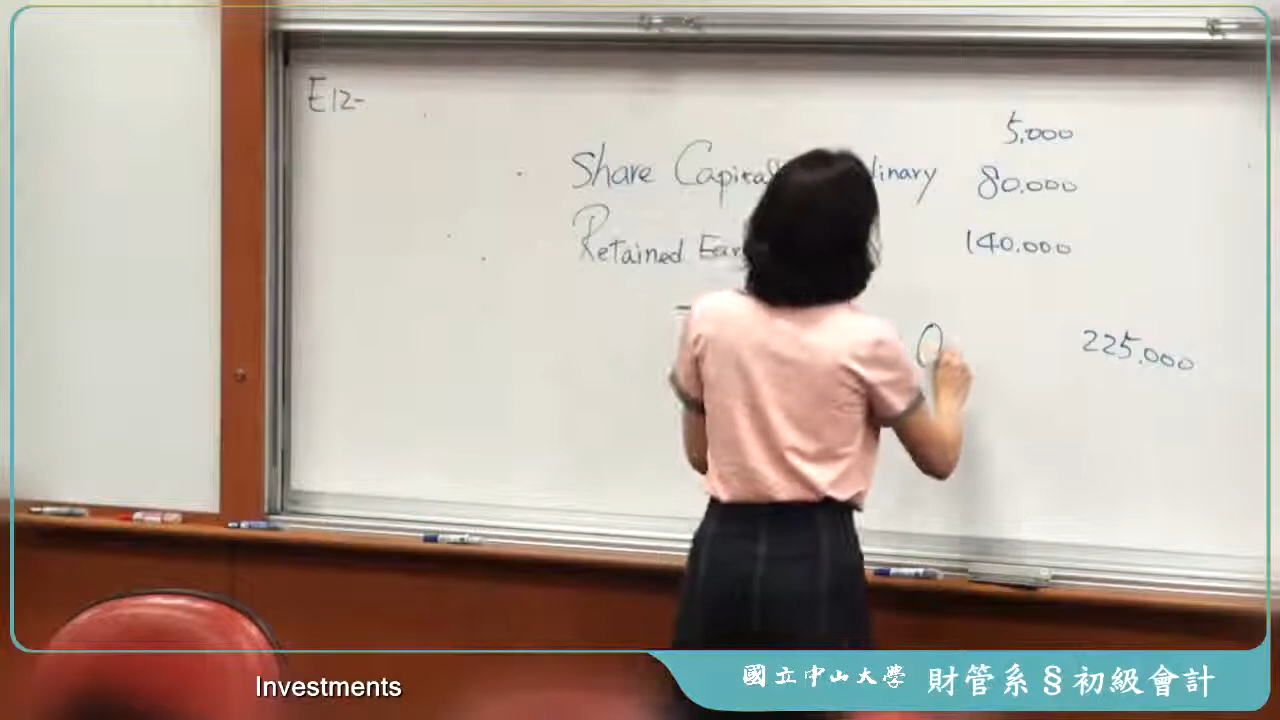 E12-
5,000
Share Capital 80,000
Retained 140,000
225,000
Investments
國立中山大學 財管系 § 初級會計